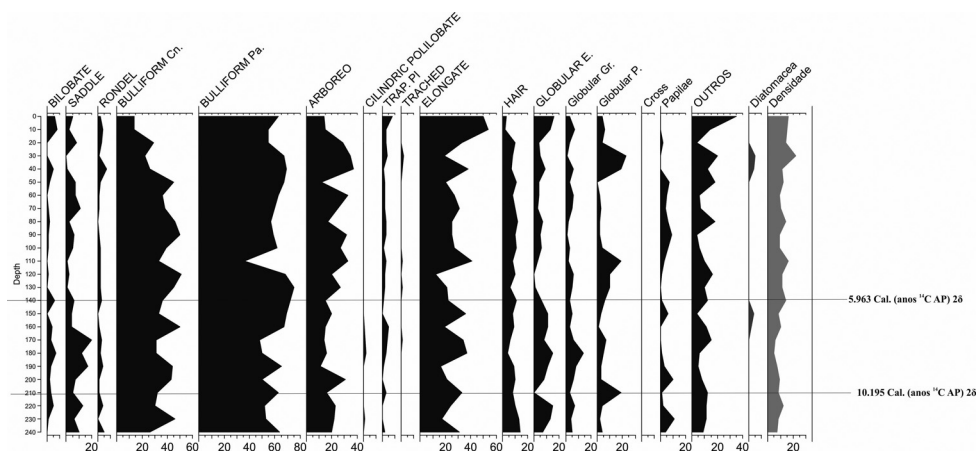 BILOBATE
SADDLE
RONDEL
BULLIFORM Cn.
BULLIFORM Pa.
ARBOREO
CILINDRIC POLILOBATE
TRAP. PI
TRACHED
ELONGATE
HAIR
GLOBULAR E.
Globular Gr.
Globular P.
Cross
Papilae
OUTROS
Diatomacea
Densidade
Depth
0
10
20
30
40
50
60
70
80
90
100
110
120
130
140
150
160
170
180
190
200
210
220
230
240
5.963 Cal. (anos ¹⁴C AP) 2δ
10.195 Cal. (anos ¹⁴C AP) 2δ
20 20 40 60 20 40 60 80 20 40 20 40 60 20 20 20 20 20 20 40 20